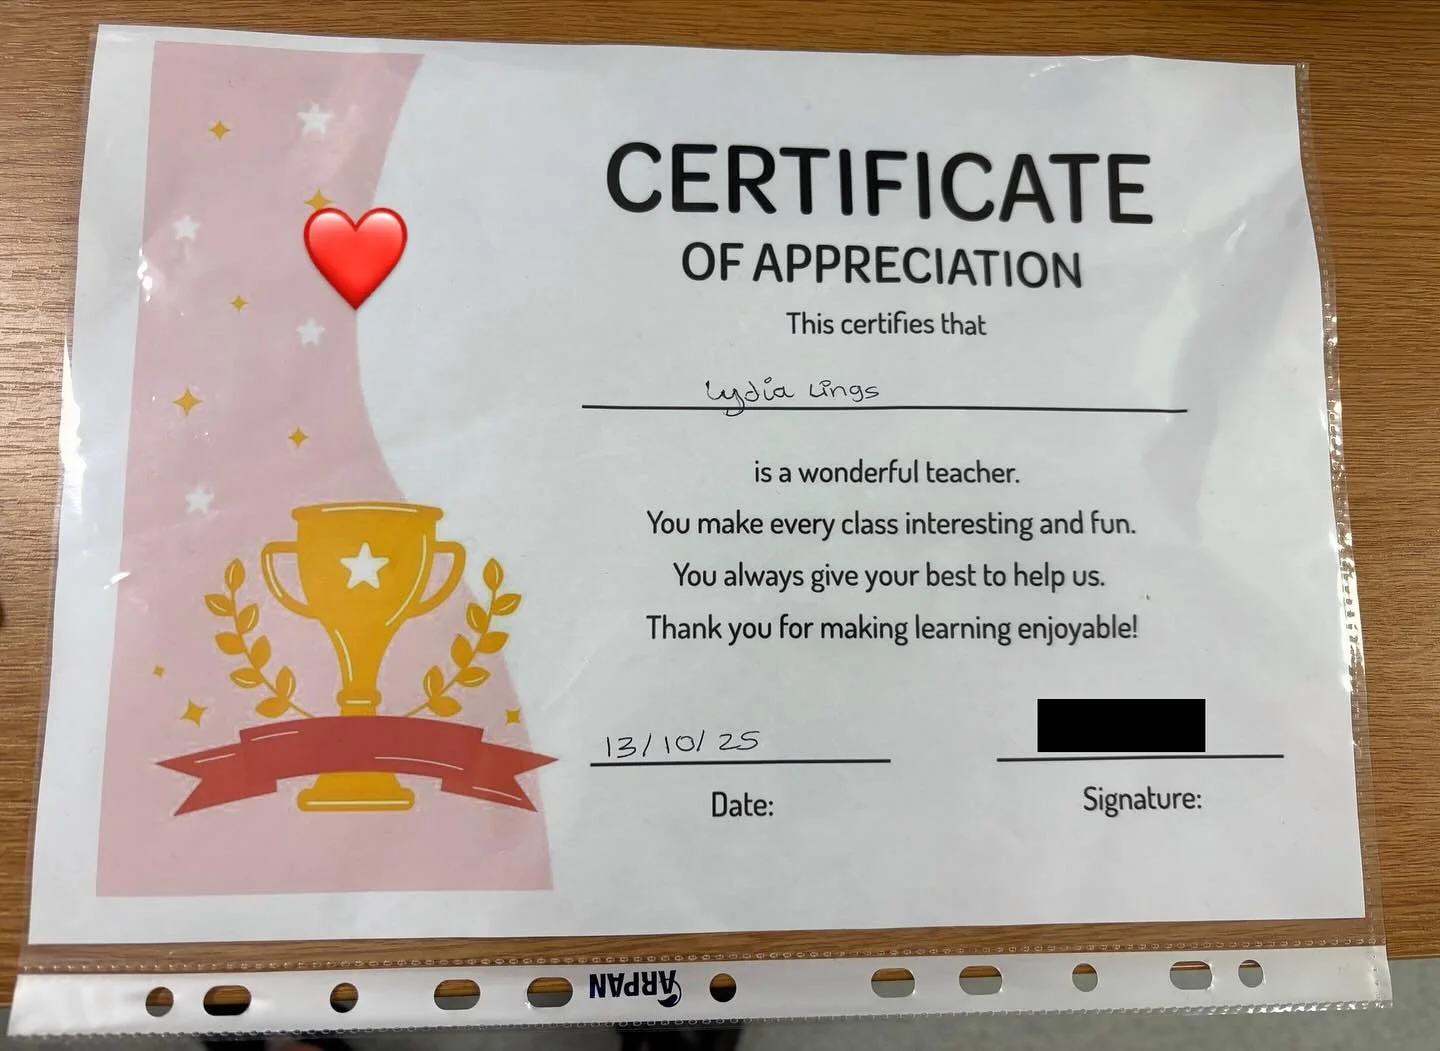 CERTIFICATE
OF APPRECIATION
This certifies that
Lydia Lings
is a wonderful teacher.
You make every class interesting and fun.
You always give your best to help us.
Thank you for making learning enjoyable!
13/10/25
Date:
Signature:
ARPAN